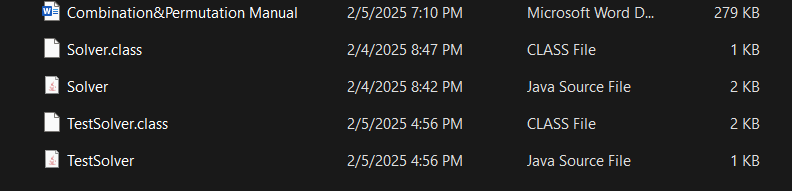 Combination&Permutation Manual 2/5/2025 7:10 PM Microsoft Word D... 279 KB
Solver.class 2/4/2025 8:47 PM CLASS File 1 KB
Solver 2/4/2025 8:42 PM Java Source File 2 KB
TestSolver.class 2/5/2025 4:56 PM CLASS File 2 KB
TestSolver 2/5/2025 4:56 PM Java Source File 1 KB